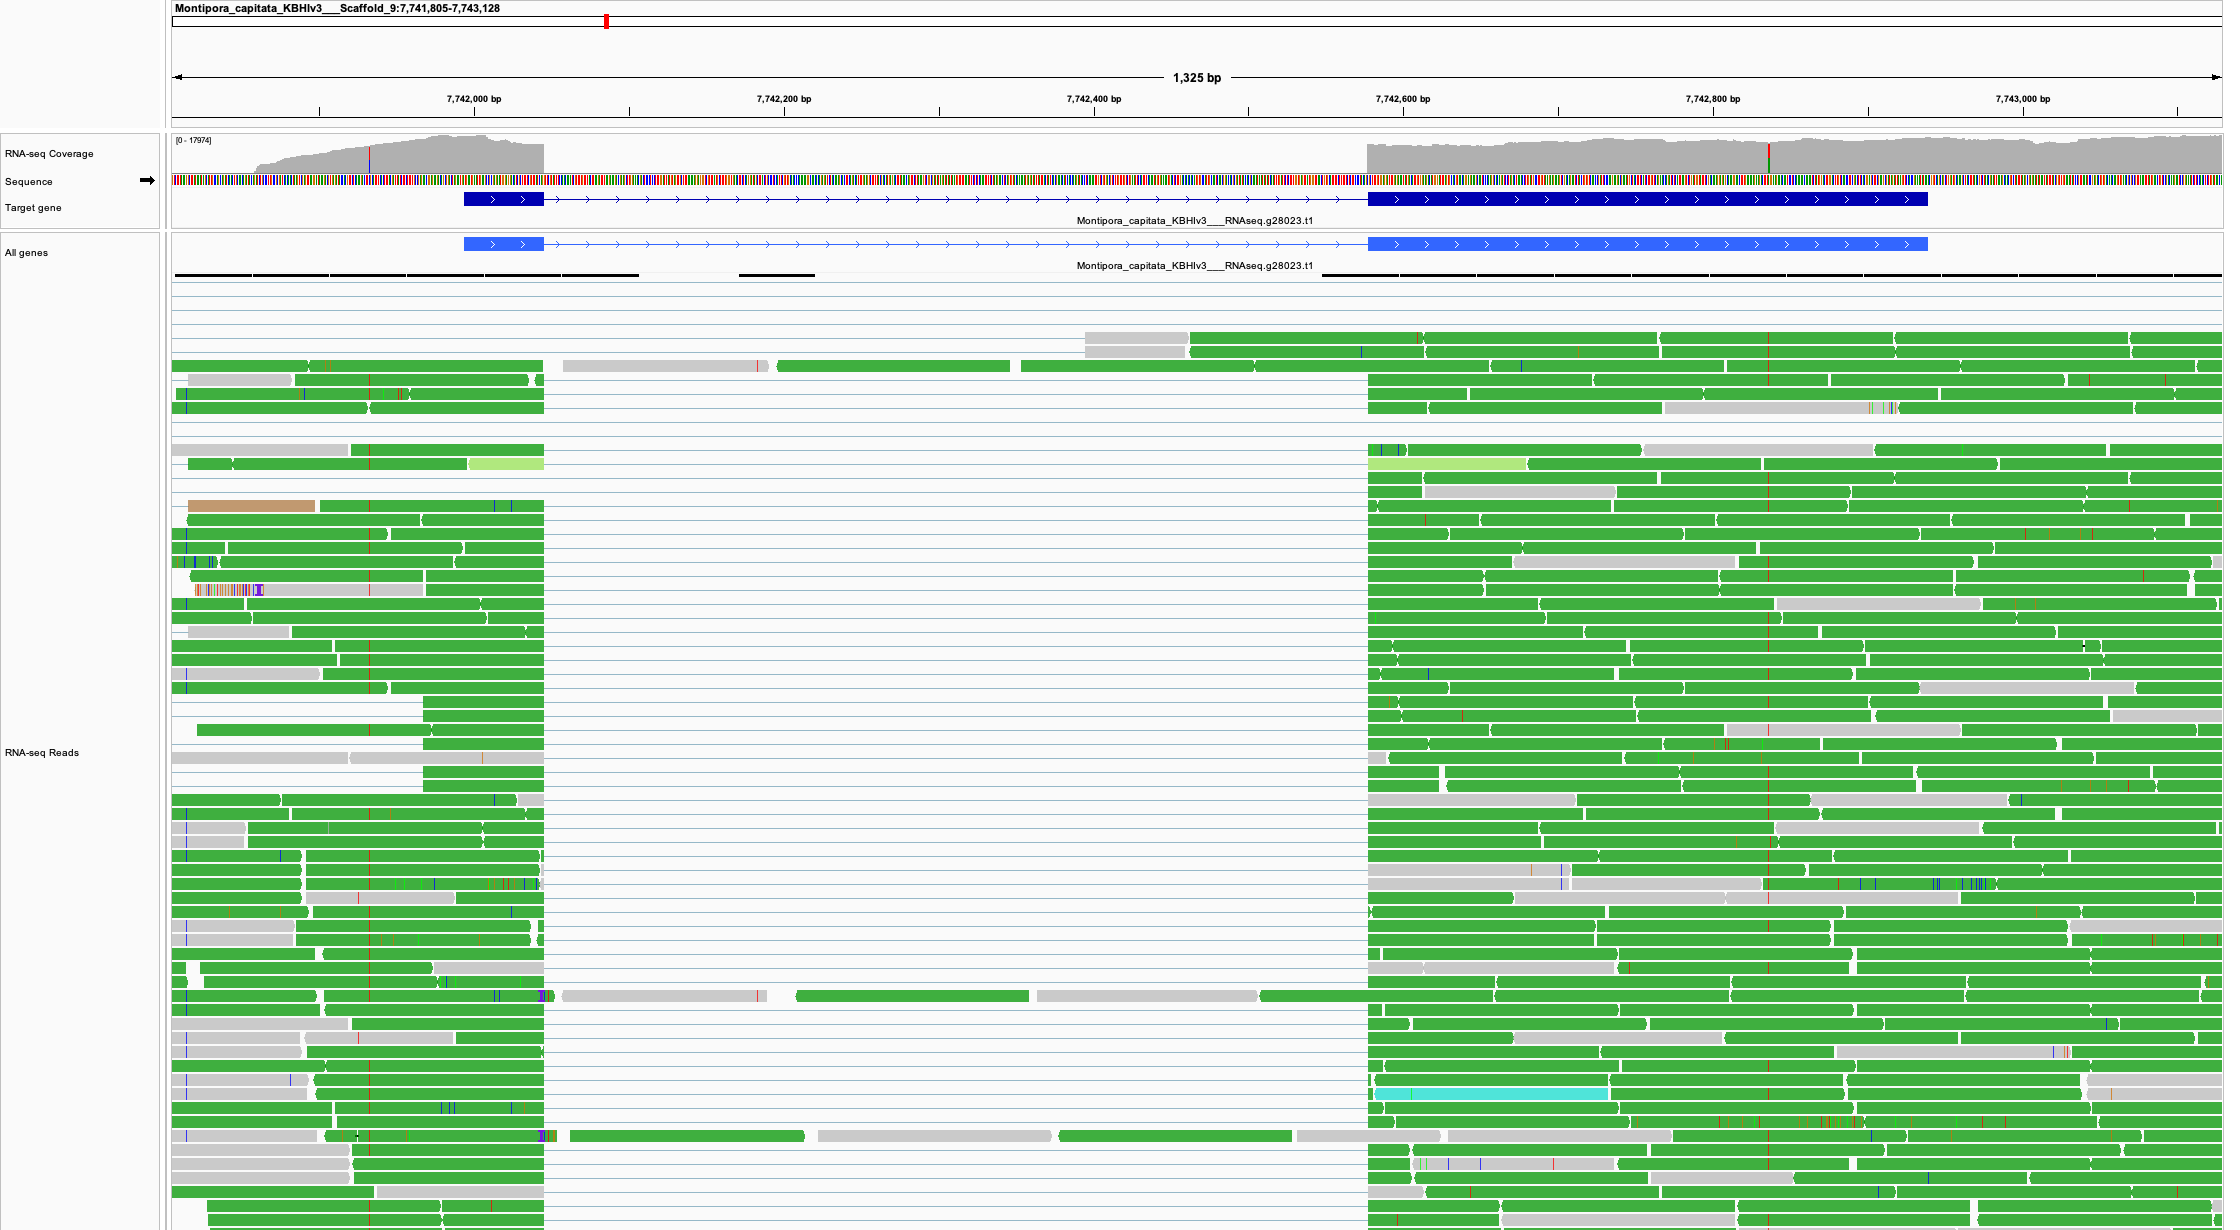 Montipora_capitata_KBHIv3___Scaffold_9:7,741,805-7,743,128
1,325 bp
7,742,000 bp 7,742,200 bp 7,742,400 bp 7,742,600 bp 7,742,800 bp 7,743,000 bp
[0 - 17974]
RNA-seq Coverage
Sequence
Target gene
Montipora_capitata_KBHIv3___RNAseq.g28023.t1
All genes
Montipora_capitata_KBHIv3___RNAseq.g28023.t1
RNA-seq Reads